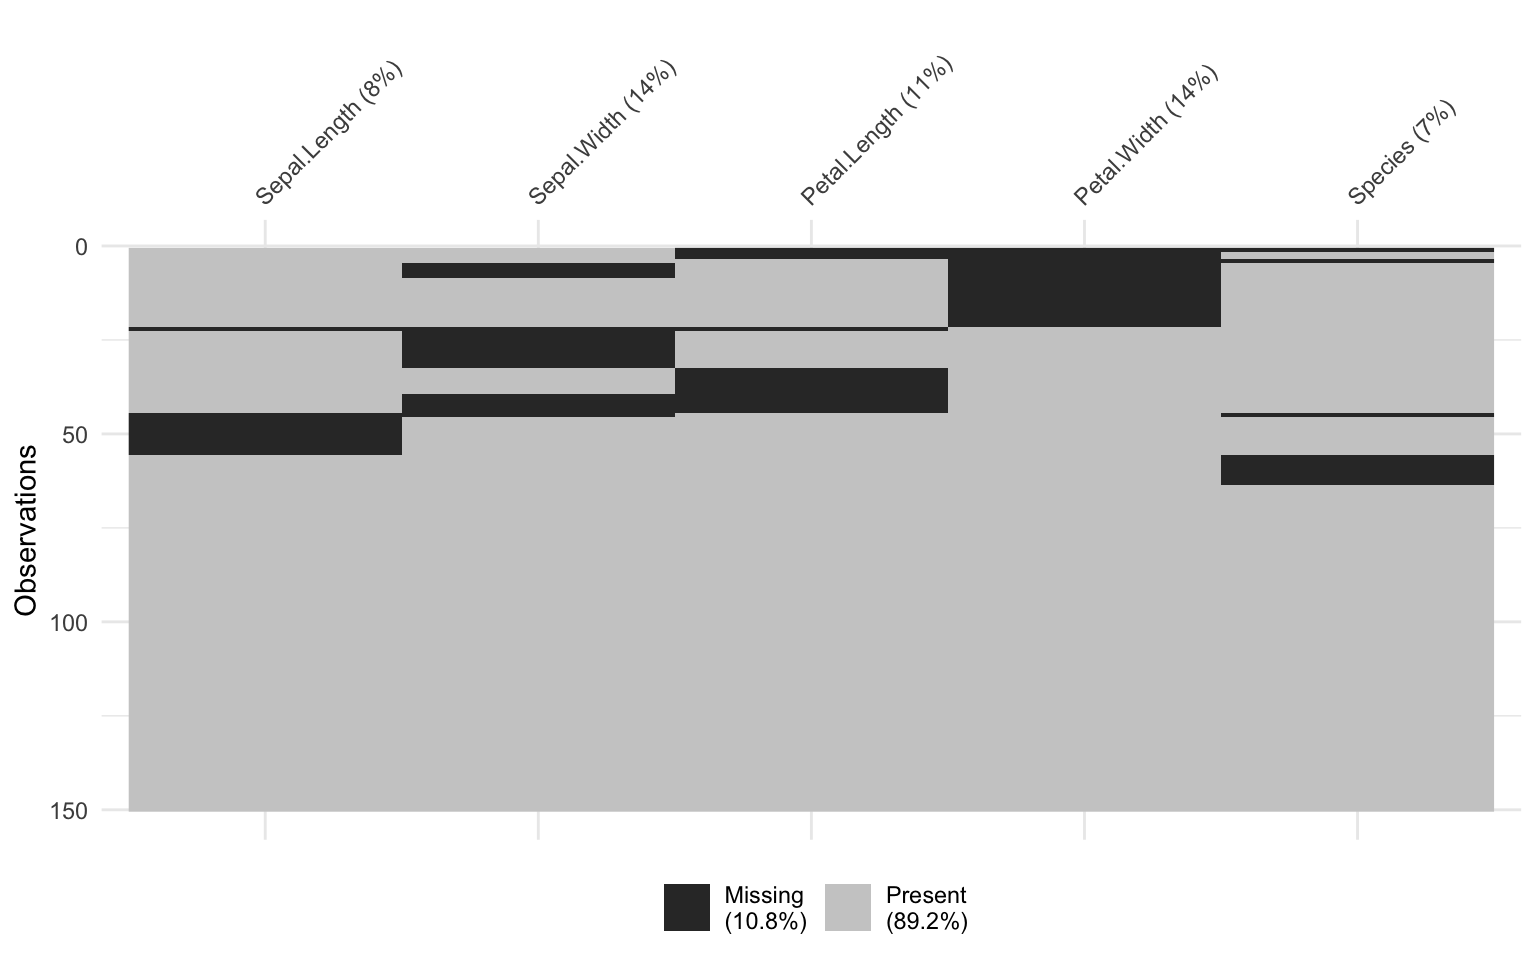 Sepal.Length (8%)
Sepal.Width (14%)
Petal.Length (11%)
Petal.Width (14%)
Species (7%)
0
50
100
150
Observations
Missing
(10.8%)
Present
(89.2%)